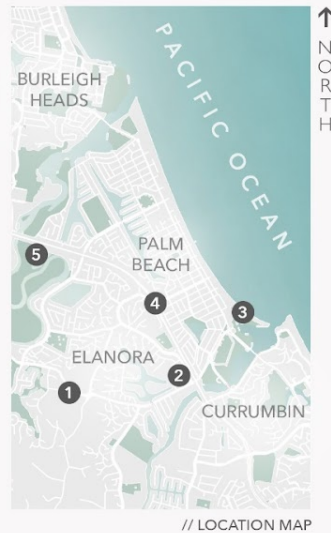 ↑
N
O
R
T
H
PACIFIC OCEAN
BURLEIGH
HEADS
PALM
BEACH
5
4
3
ELANORA
2
1
CURRUMBIN
// LOCATION MAP